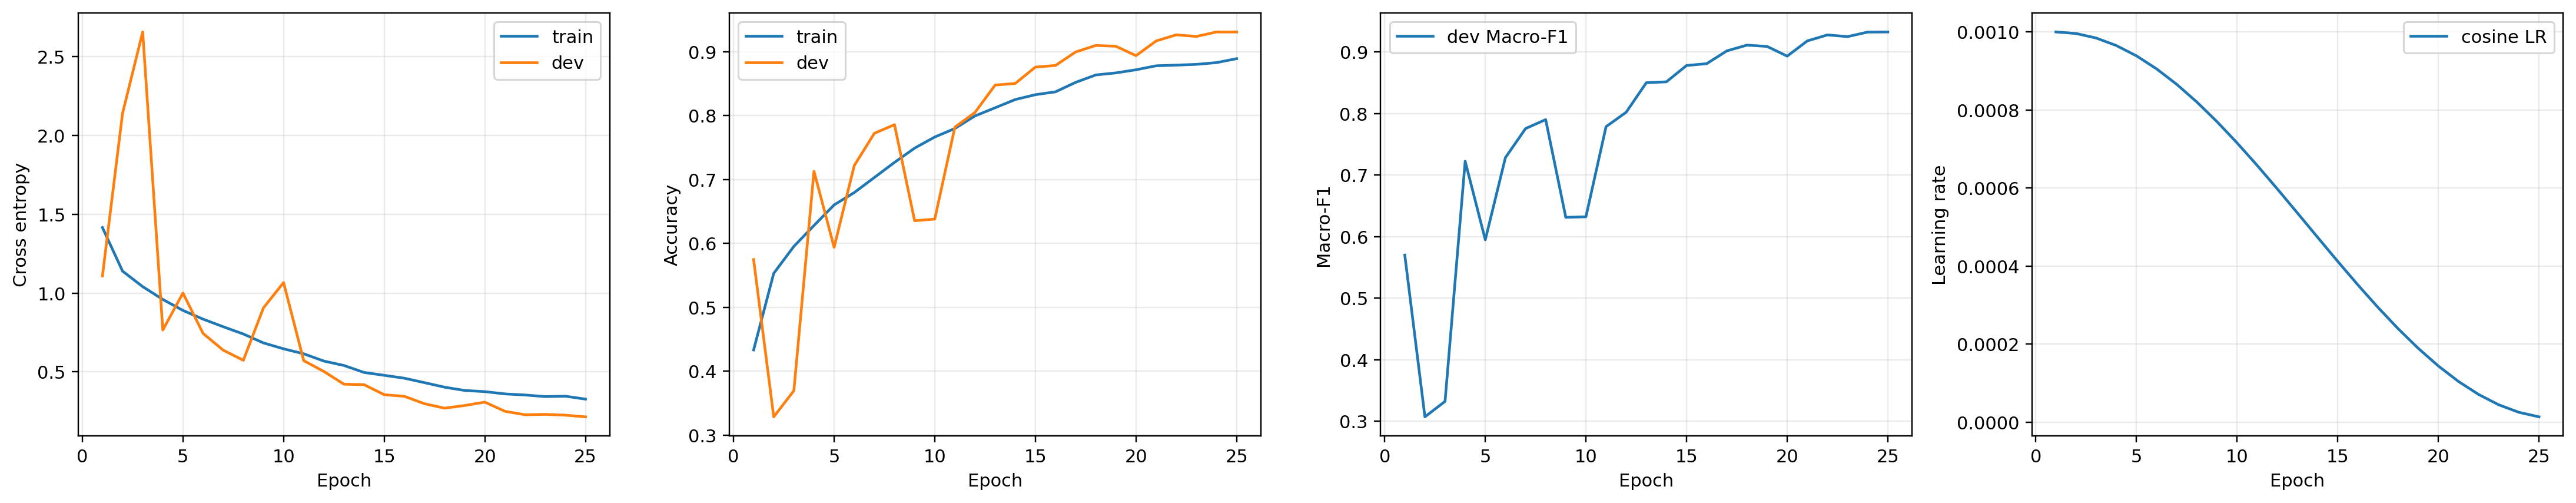 train
dev
2.5
2.0
1.5
1.0
0.5
Cross entropy
0 5 10 15 20 25
Epoch
train
dev
0.9
0.8
0.7
0.6
0.5
0.4
0.3
Accuracy
0 5 10 15 20 25
Epoch
dev Macro-F1
0.9
0.8
0.7
0.6
0.5
0.4
0.3
Macro-F1
0 5 10 15 20 25
Epoch
cosine LR
0.0010
0.0008
0.0006
0.0004
0.0002
0.0000
Learning rate
0 5 10 15 20 25
Epoch